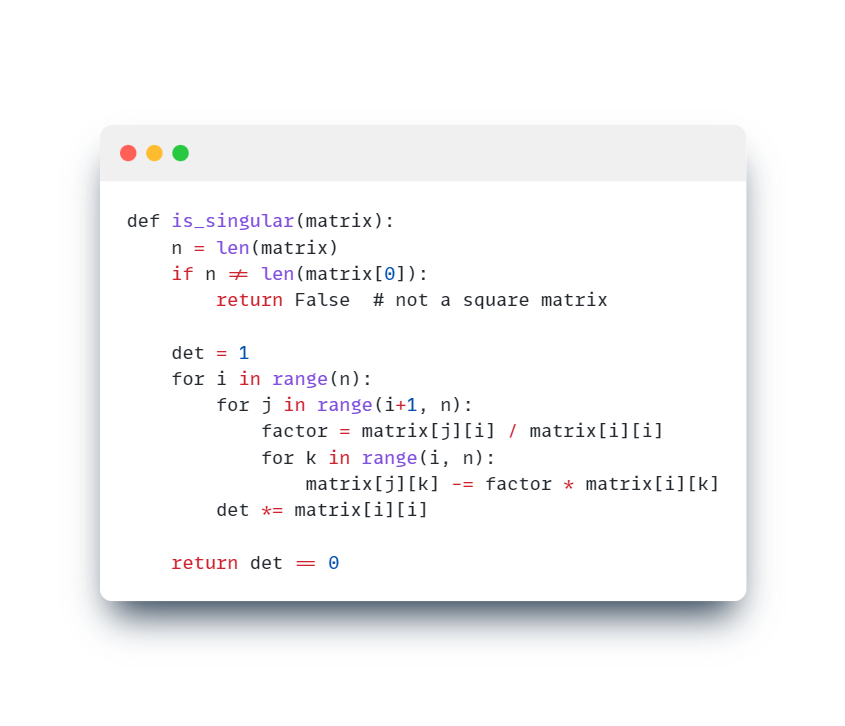 def is_singular(matrix):
    n = len(matrix)
    if n ≠ len(matrix[0]):
        return False  # not a square matrix

    det = 1
    for i in range(n):
        for j in range(i+1, n):
            factor = matrix[j][i] / matrix[i][i]
            for k in range(i, n):
                matrix[j][k] -= factor * matrix[i][k]
        det *= matrix[i][i]

    return det == 0